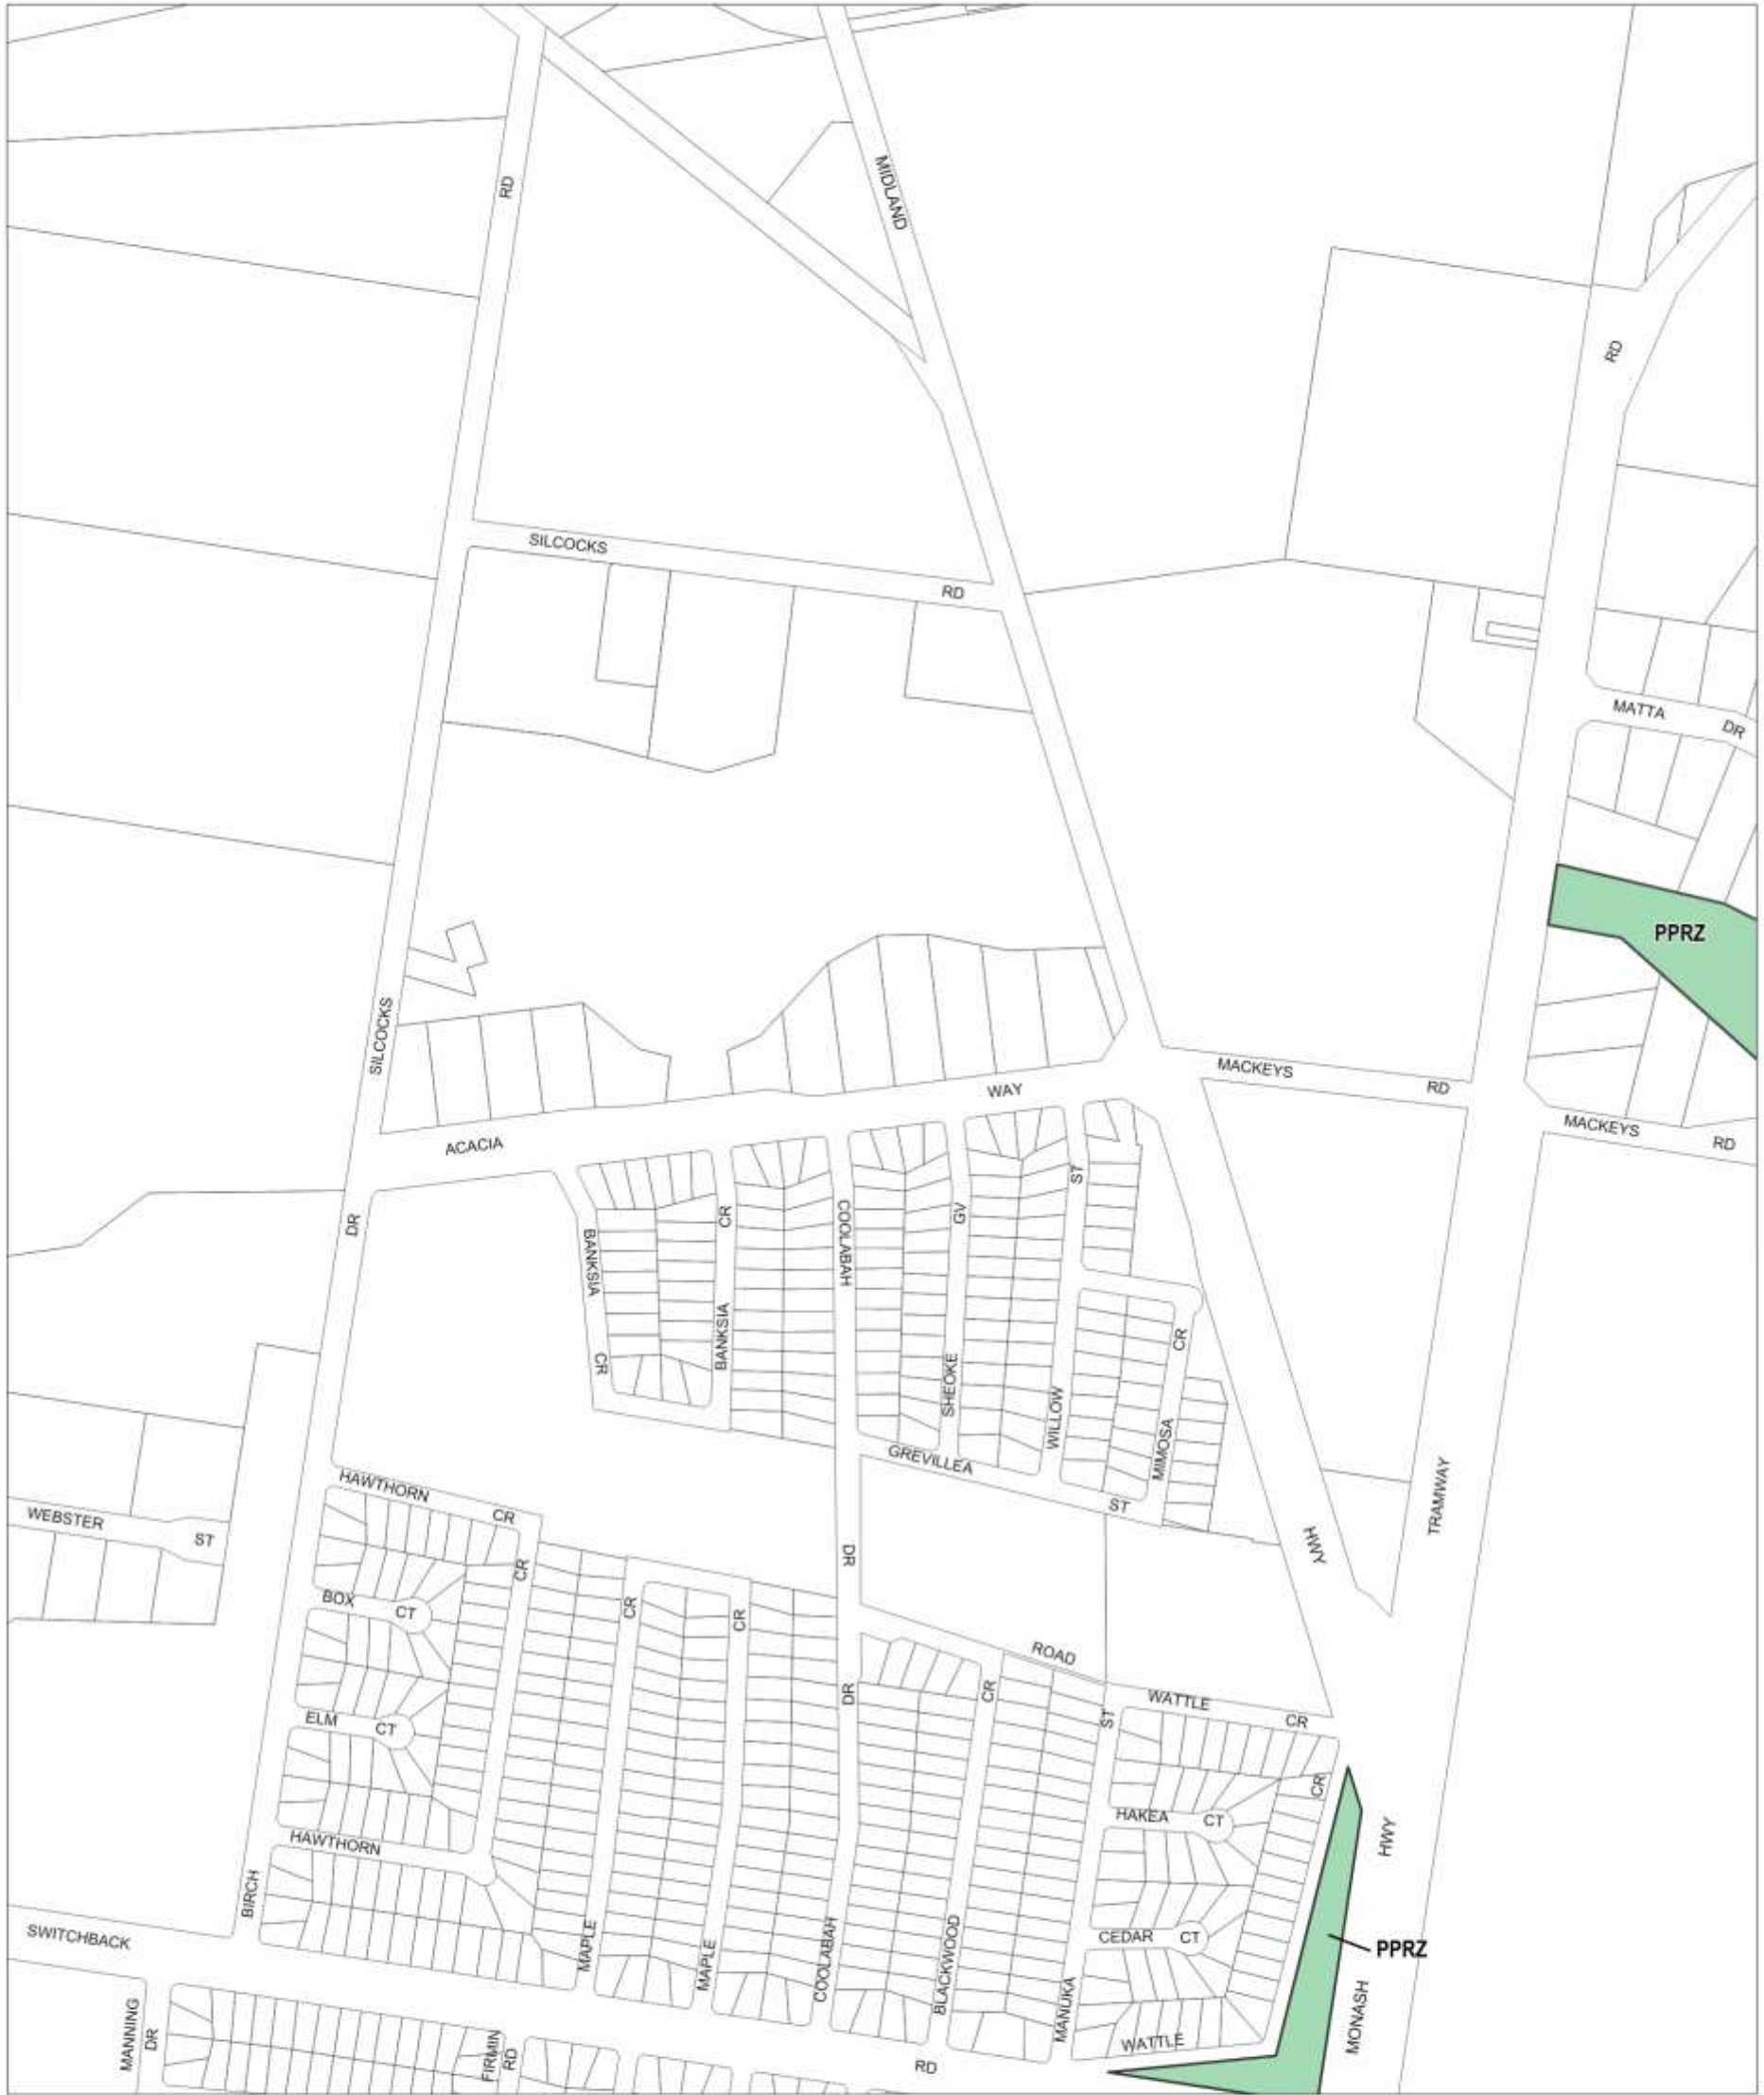 RD
MIDLAND
RD
SILCOCKS
RD
MATTA
DR
PPRZ
SILCOCKS
MACKEYS
RD
WAY
ACACIA
MACKEYS
RD
DR
CR
BANKSIA
COOLABAH
GV
ST
BANKSIA
CR
SHEOKE
WILLOW
CR
MIMOSA
GREVILLEA
ST
HAWTHORN
CR
WEBSTER
ST
TRAMWAY
HWY
DR
CR
BOX
CT
CR
CR
ROAD
DR
CR
ST
WATTLE
CR
ELM
CT
CR
HAKEA
CT
HWY
HAWTHORN
BIRCH
SWITCHBACK
MAPLE
MAPLE
COOLABAH
BLACKWOOD
CEDAR
CT
PPRZ
MANUKA
MONASH
MANNING
DR
FIRMIN
RD
WATTLE
RD